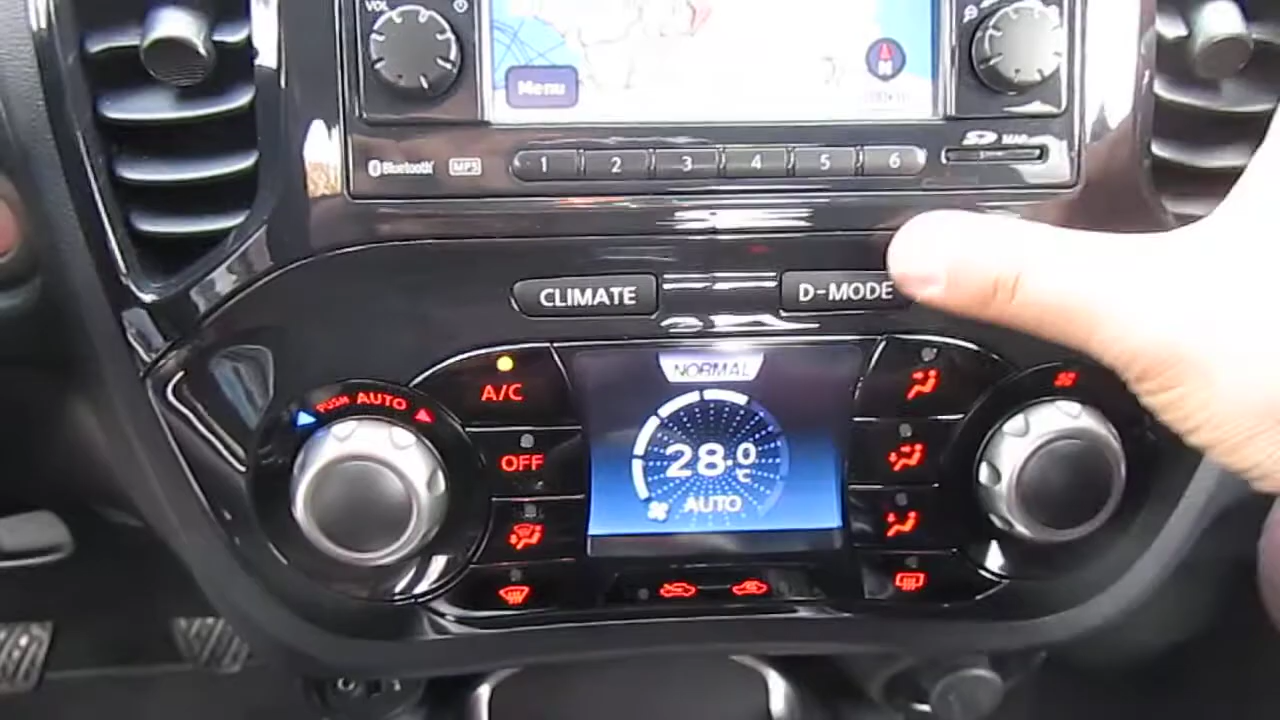 VOL
Menu
Bluetooth
MP3
1 2 3 4 5 6
SD
MAP
CLIMATE
D-MODE
NORMAL
PUSH AUTO
A/C
OFF
28.0
°C
AUTO